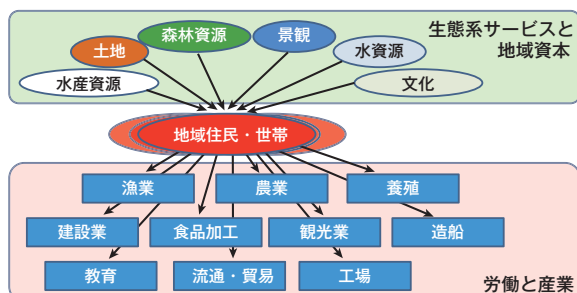 生態系サービスと
地域資本
森林資源
土地
景観
水資源
水産資源
文化
地域住民・世帯
漁業
農業
養殖
建設業
食品加工
観光業
造船
教育
流通・貿易
工場
労働と産業